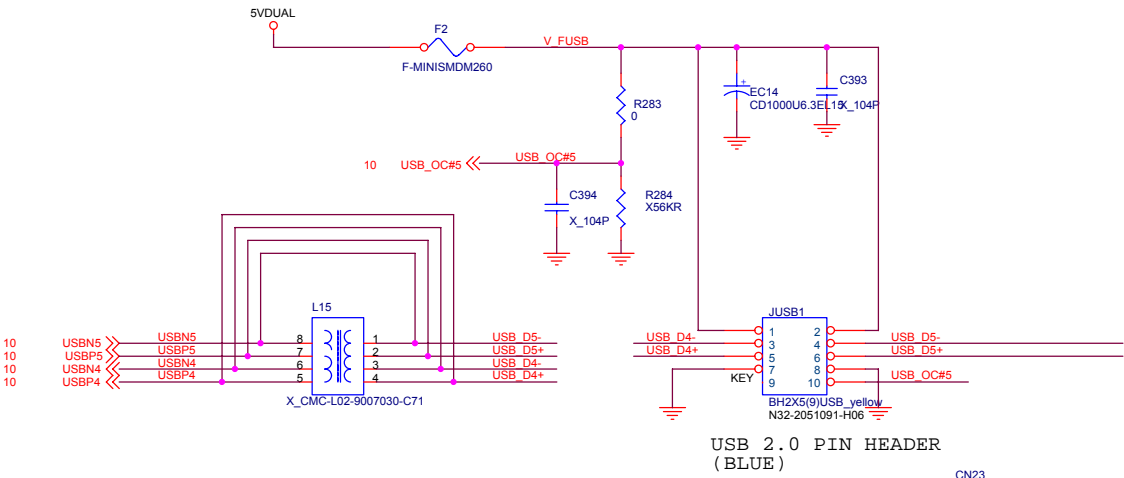 5VDUAL
F2
V_FUSB
F-MINISMDM260
R283
0
EC14
CD1000U6.3EL15
C393
X_104P
10 USB_OC#5 USB_OC#5
C394
X_104P
R284
X56KR
L15
10 USBN5 USBN5 8 1 USB_D5-
10 USBP5 USBP5 7 2 USB_D5+
10 USBN4 USBN4 6 3 USB_D4-
10 USBP4 USBP4 5 4 USB_D4+
X_CMC-L02-9007030-C71
JUSB1
1 2
USB_D4- 3 4 USB_D5-
USB_D4+ 5 6 USB_D5+
7 8
KEY 9 10 USB_OC#5
BH2X5(9)USB_yellow
N32-2051091-H06
USB 2.0 PIN HEADER
(BLUE)
CN23